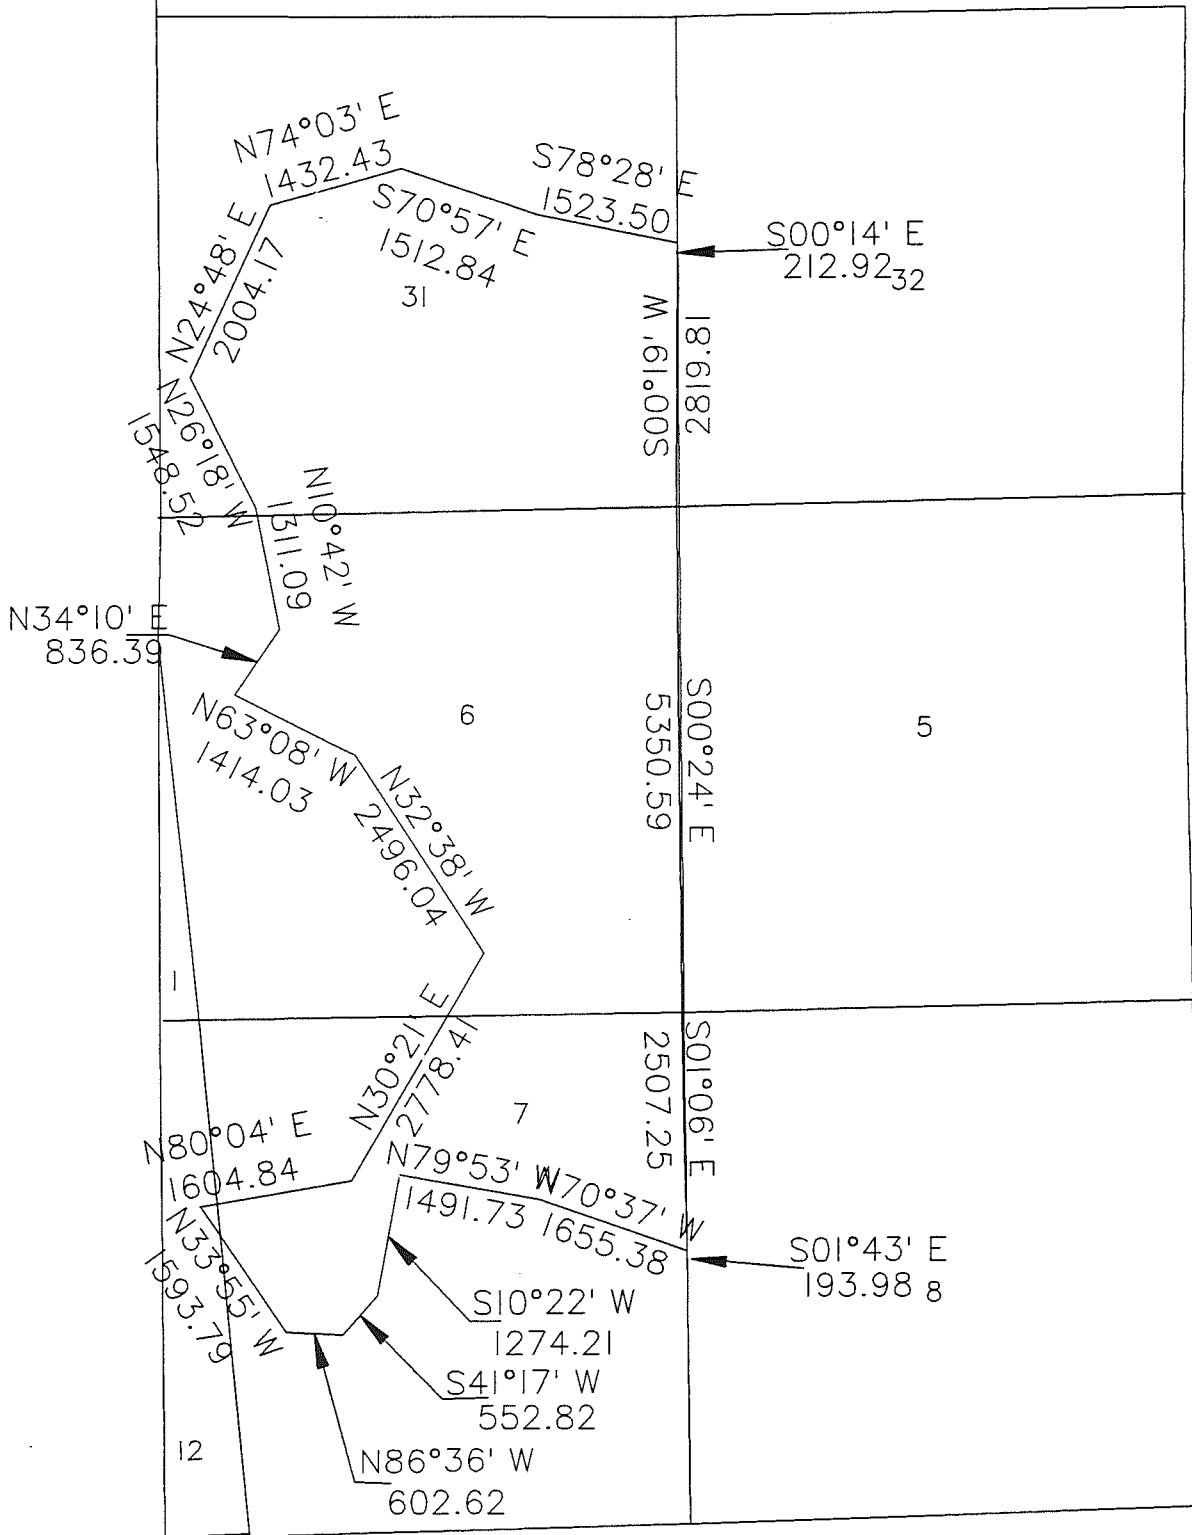 N74°03' E
1432.43
S78°28' E
1523.50
S70°57' E
1512.84
31
S00°14' E
212.92
32
N24°48' E
2004.17
S00°19' W
2819.81
N26°18' W
1548.52
N10°42' W
1311.09
N34°10' E
836.39
N63°08' W
1414.03
6
S00°24' E
5350.59
5
N32°38' W
2496.04
1
N30°21' E
2778.41
S01°06' E
2507.25
7
N80°04' E
1604.84
N79°53' W
1491.73
N70°37' W
1655.38
N33°55' W
1593.79
S01°43' E
193.98
8
S10°22' W
1274.21
S41°17' W
552.82
12
N86°36' W
602.62